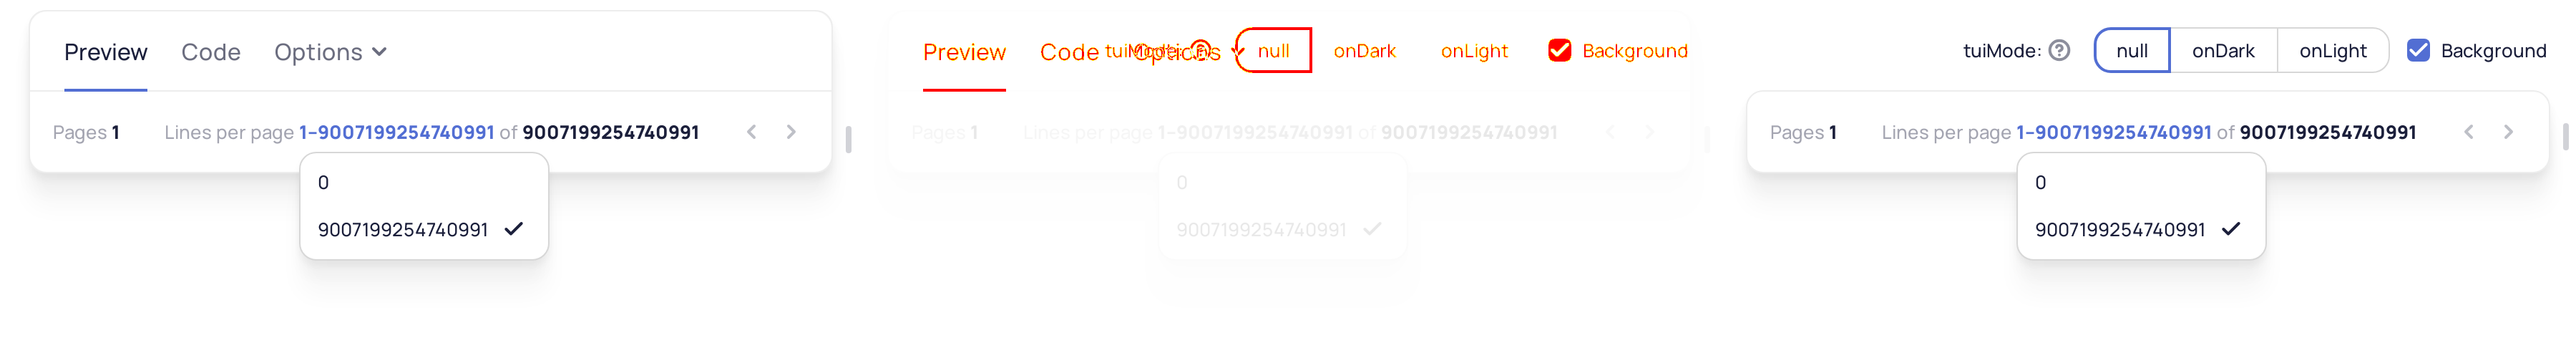 Preview Code Options
Pages 1 Lines per page 1-9007199254740991 of 9007199254740991
0
9007199254740991
Preview Code Options tuiMode: null onDark onLight Background
Pages 1 Lines per page 1-9007199254740991 of 9007199254740991
0
9007199254740991
tuiMode: null onDark onLight Background
Pages 1 Lines per page 1-9007199254740991 of 9007199254740991
0
9007199254740991